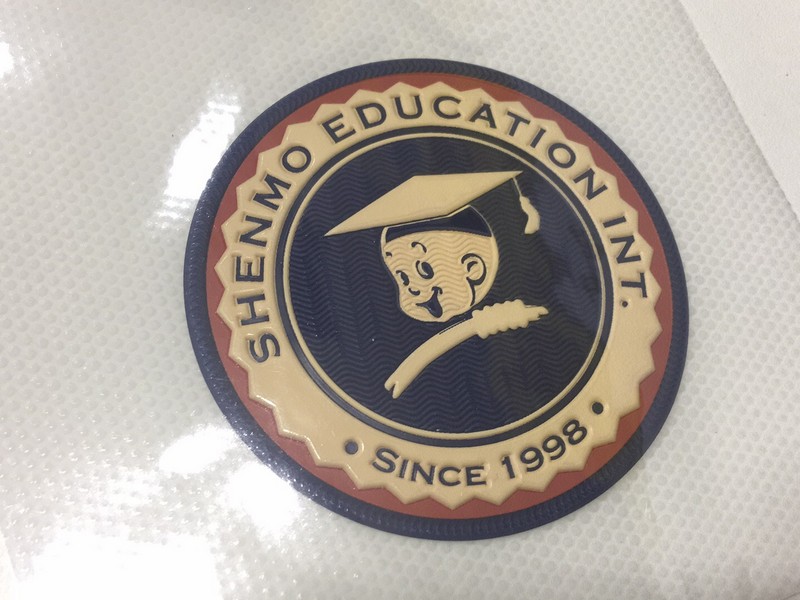 SHENMO EDUCATION INT.
• SINCE 1998 •